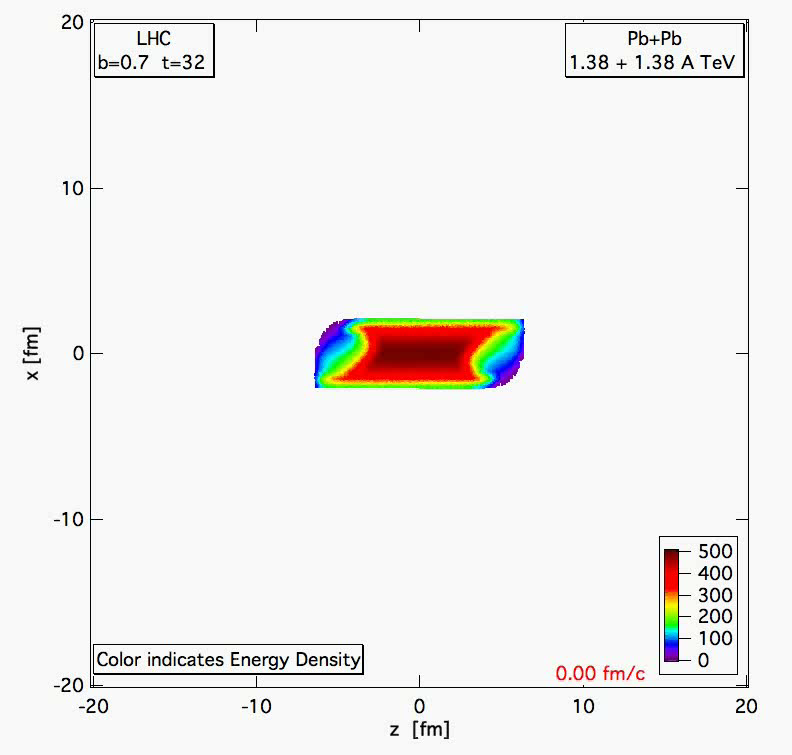 20
LHC
b=0.7 t=32
Pb+Pb
1.38 + 1.38 A TeV
10
x [fm]
0
-10
500
400
300
200
100
0
Color indicates Energy Density
0.00 fm/c
-20
-20
-10
0
10
20
z [fm]